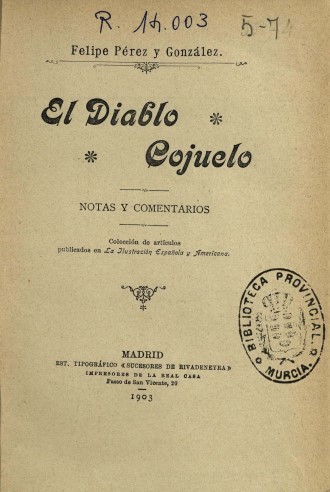 R. 14.003
5-74
Felipe Pérez y González.
El Diablo
Cojuelo
NOTAS Y COMENTARIOS
Colección de artículos
publicados en La Ilustración Española y Americana.
BIBLIOTECA PROVINCIAL
MURCIA.
MADRID
EST. TIPOGRÁFICO «SUCESORES DE RIVADENEYRA»
IMPRESORES DE LA REAL CASA
Paseo de San Vicente, 20
1903